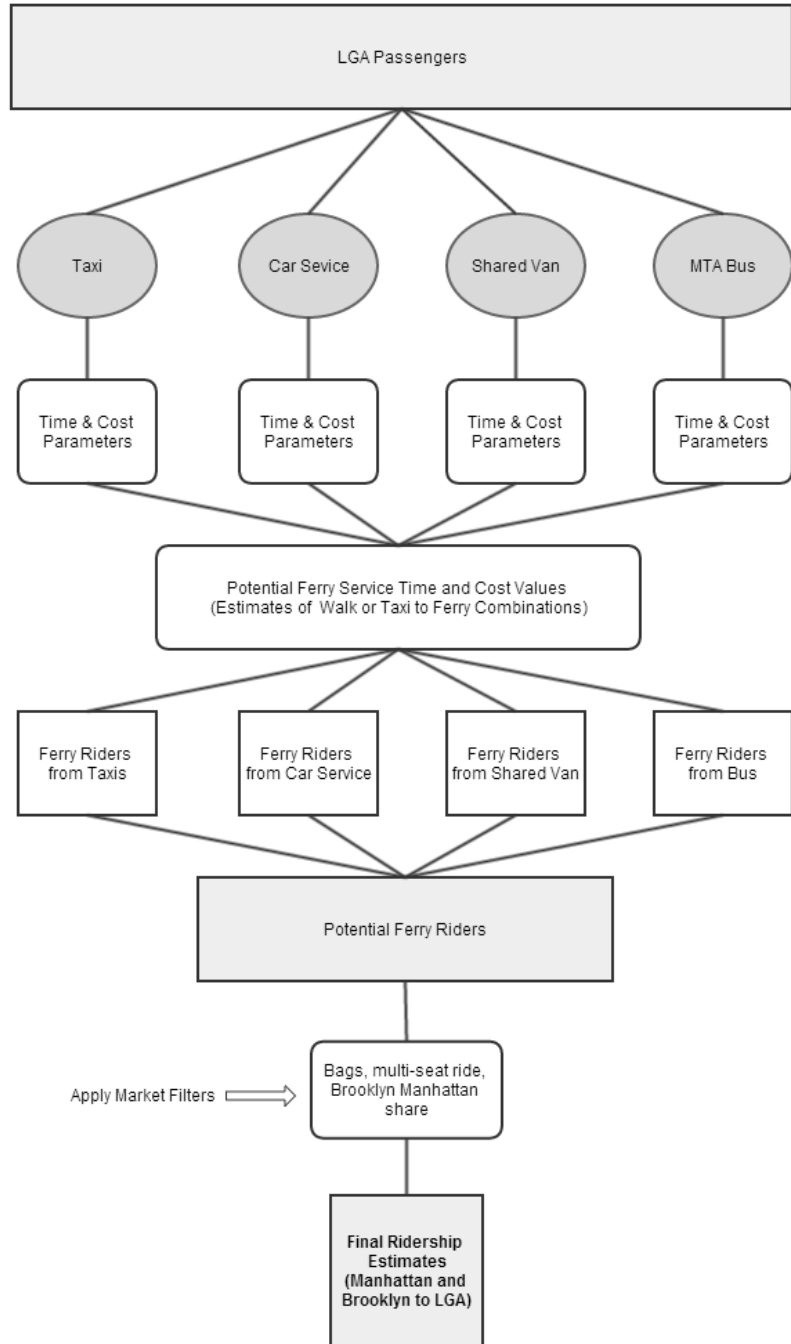 LGA Passengers
Taxi
Car Sevice
Shared Van
MTA Bus
Time & Cost
Parameters
Time & Cost
Parameters
Time & Cost
Parameters
Time & Cost
Parameters
Potential Ferry Service Time and Cost Values
(Estimates of Walk or Taxi to Ferry Combinations)
Ferry Riders
from Taxis
Ferry Riders
from Car Service
Ferry Riders
from Shared Van
Ferry Riders
from Bus
Potential Ferry Riders
Apply Market Filters
Bags, multi-seat ride,
Brooklyn Manhattan
share
Final Ridership
Estimates
(Manhattan and
Brooklyn to LGA)